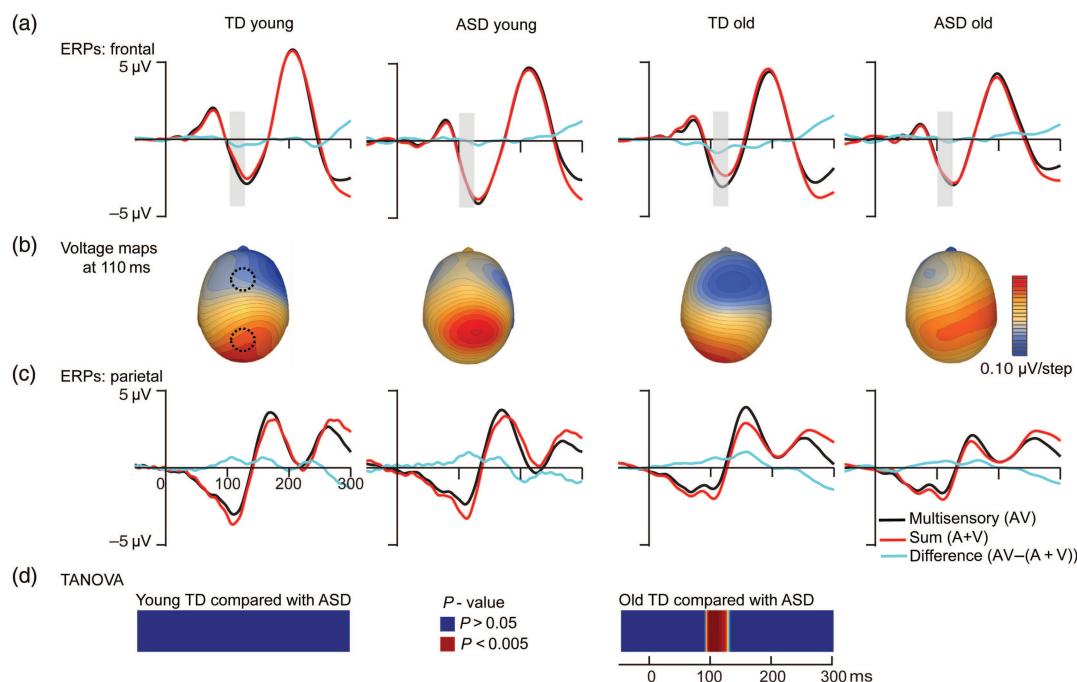 (a)
TD young
ASD young
TD old
ASD old
ERPs: frontal
5 µV
–5 µV
(b)
Voltage maps
at 110 ms
0.10 µV/step
(c)
ERPs: parietal
5 µV
0 100 200 300
–5 µV
Multisensory (AV)
Sum (A+V)
Difference (AV–(A + V))
(d)
TANOVA
Young TD compared with ASD
P - value
P > 0.05
P < 0.005
Old TD compared with ASD
0 100 200 300 ms